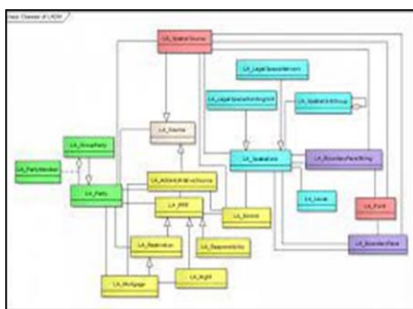 Classes of LADM
LA_SpatialSource
LA_LegalSpaceNetwork
LA_LegalSpaceBuildingUnit
LA_SpatialUnitGroup
LA_Source
LA_GroupParty
LA_SpatialUnit
LA_BoundaryFaceString
LA_PartyMember
LA_AdministrativeSource
LA_Party
LA_Level
LA_RRR
LA_Point
LA_BAUnit
LA_Restriction
LA_Responsibility
LA_BoundaryFace
LA_Mortgage
LA_Right